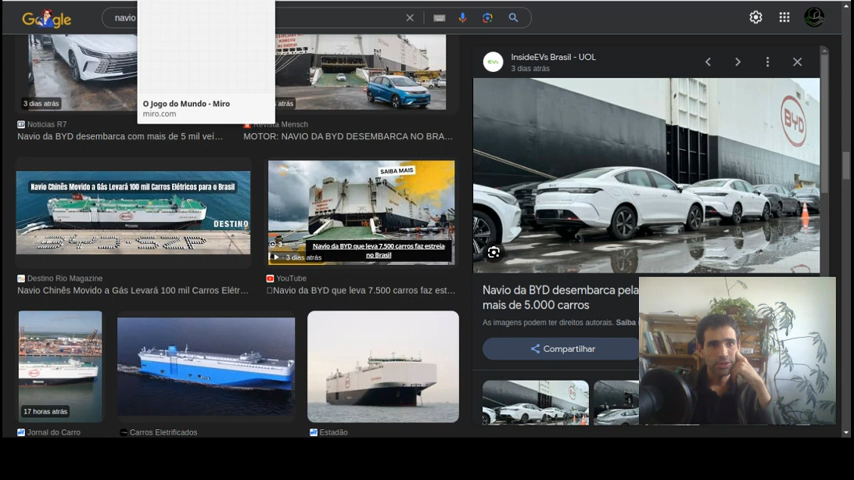 Google
navio
O Jogo do Mundo - Miro
miro.com
3 dias atrás
dias atrás
Notícias R7
Navio da BYD desembarca com mais de 5 mil veí...
Revista Mensch
MOTOR: NAVIO DA BYD DESEMBARCA NO BRA...
Navio Chinês Movido a Gás Levará 100 mil Carros Elétricos para o Brasil
DESTINO
Destino Rio Magazine
Navio Chinês Movido a Gás Levará 100 mil Carros Elétr...
SAIBA MAIS
Navio da BYD que leva 7.500 carros faz estreia
no Brasil
3 dias atrás
YouTube
Navio da BYD que leva 7.500 carros faz est...
17 horas atrás
Jornal do Carro
Carros Eletrificados
Estadão
InsideEVs Brasil - UOL
3 dias atrás
BYD
Navio da BYD desembarca pela
mais de 5.000 carros
As imagens podem ter direitos autorais. Saiba
Compartilhar